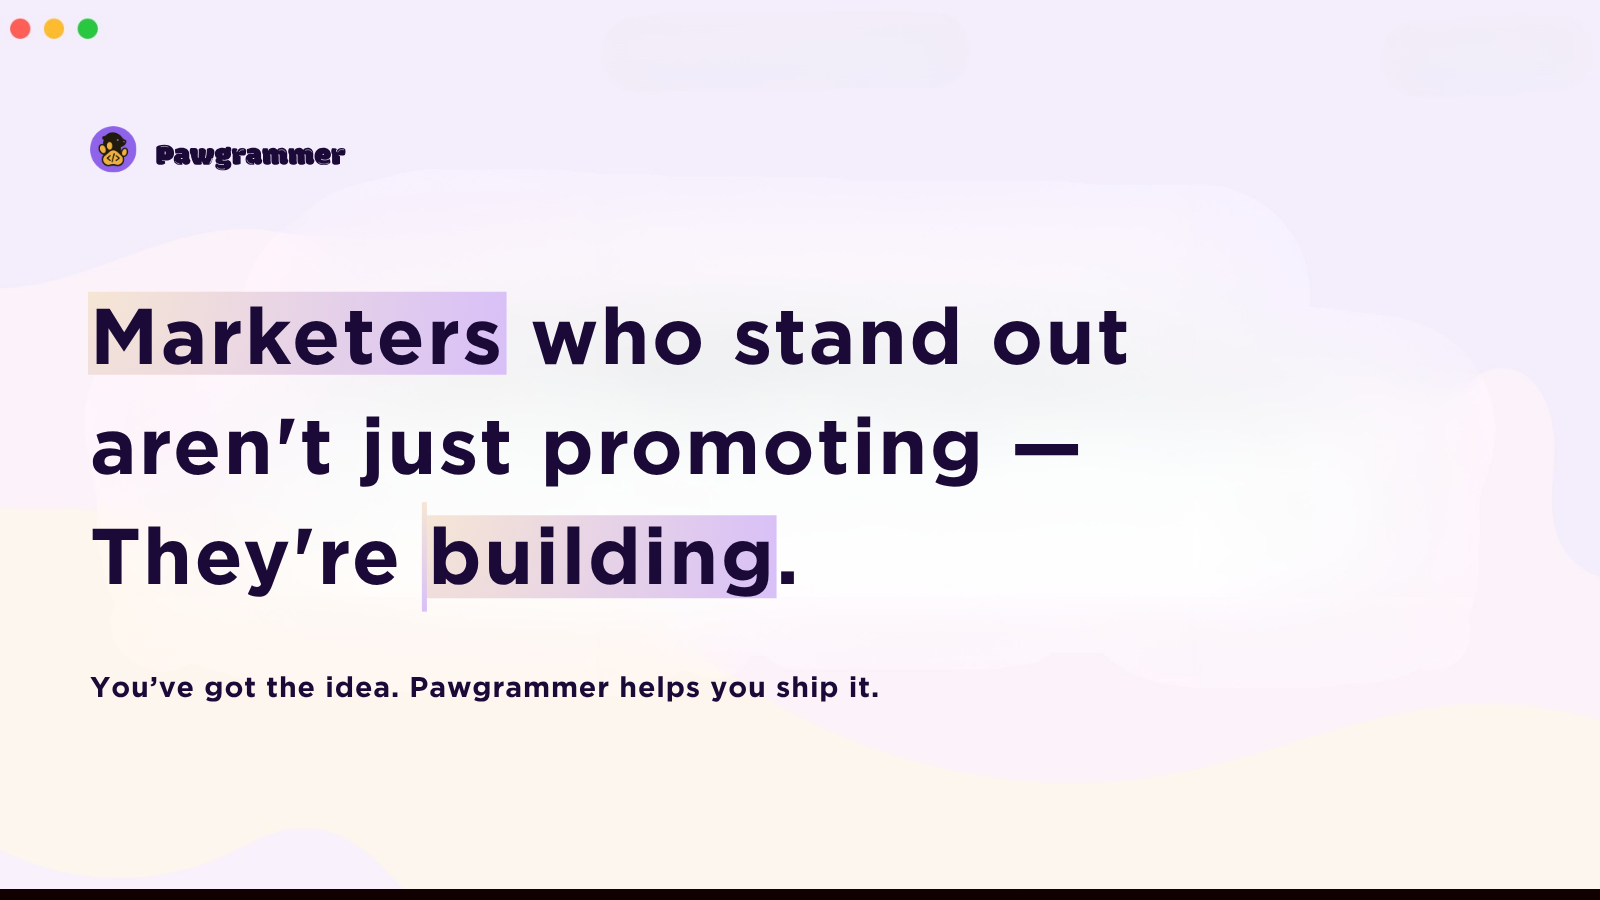 Pawgrammer
Marketers who stand out
aren't just promoting —
They're building.
You’ve got the idea. Pawgrammer helps you ship it.